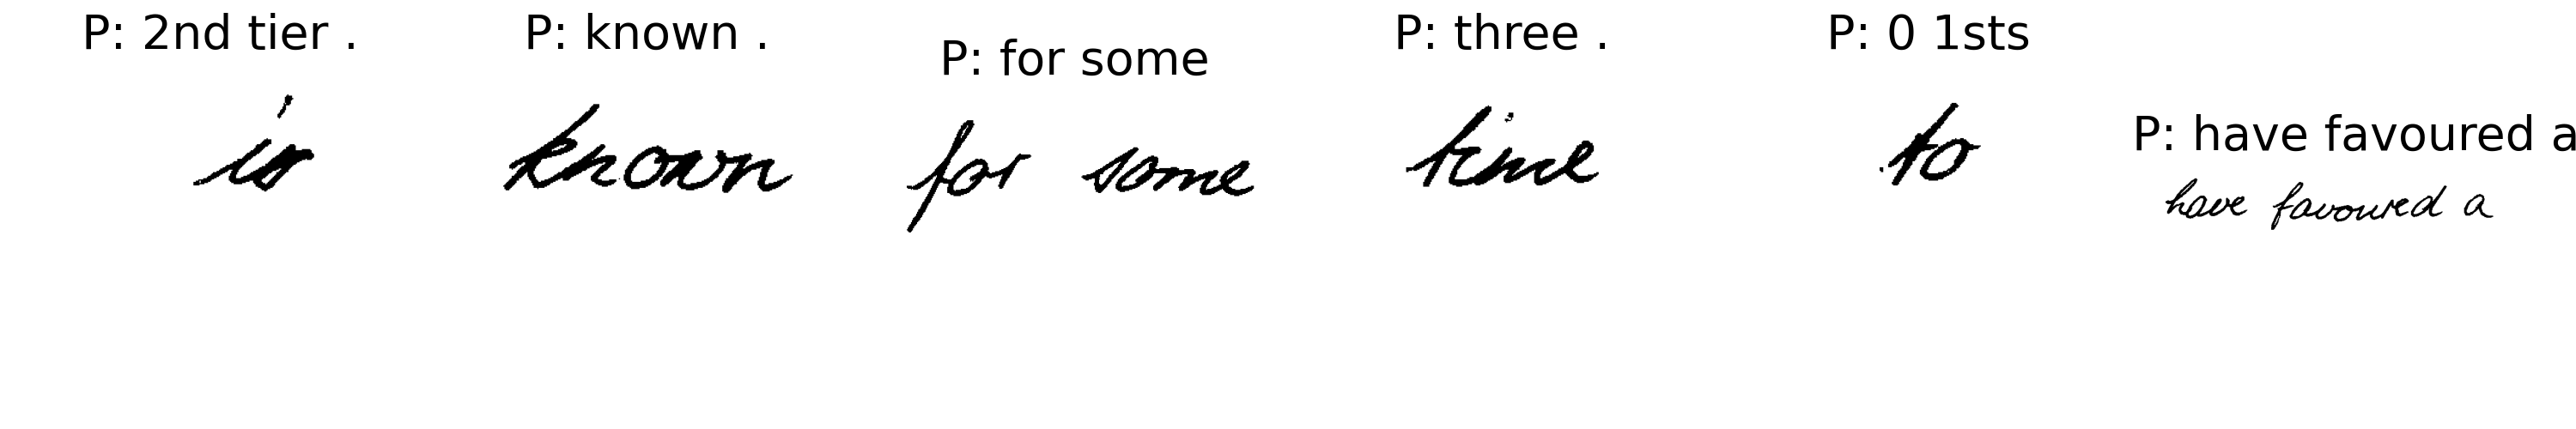 P: 2nd tier . P: known . P: for some P: three . P: 0 1sts P: have favoured a
is known for some time to have favoured a